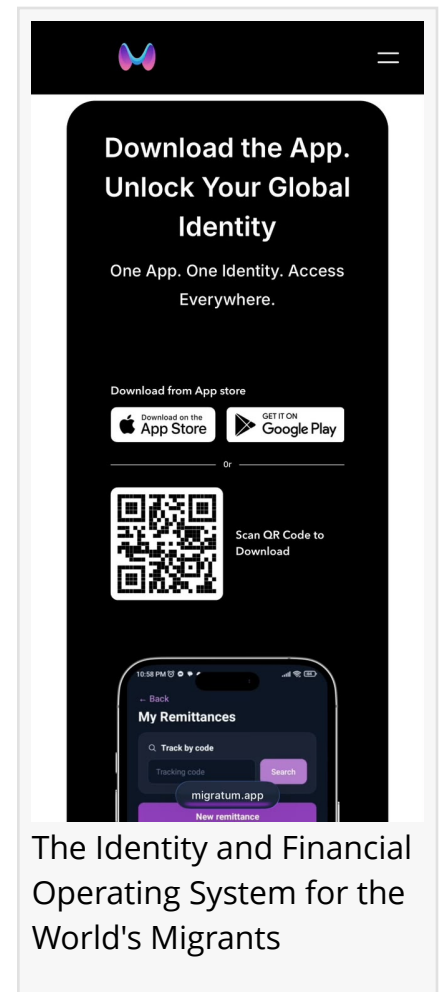 Download the App.
Unlock Your Global
Identity
One App. One Identity. Access
Everywhere.
Download from App store
Download on the
App Store
GET IT ON
Google Play
Or
Scan QR Code to
Download
10:58 PM
← Back
My Remittances
Track by code
Tracking code
Search
migratum.app
New remittance
The Identity and Financial
Operating System for the
World's Migrants